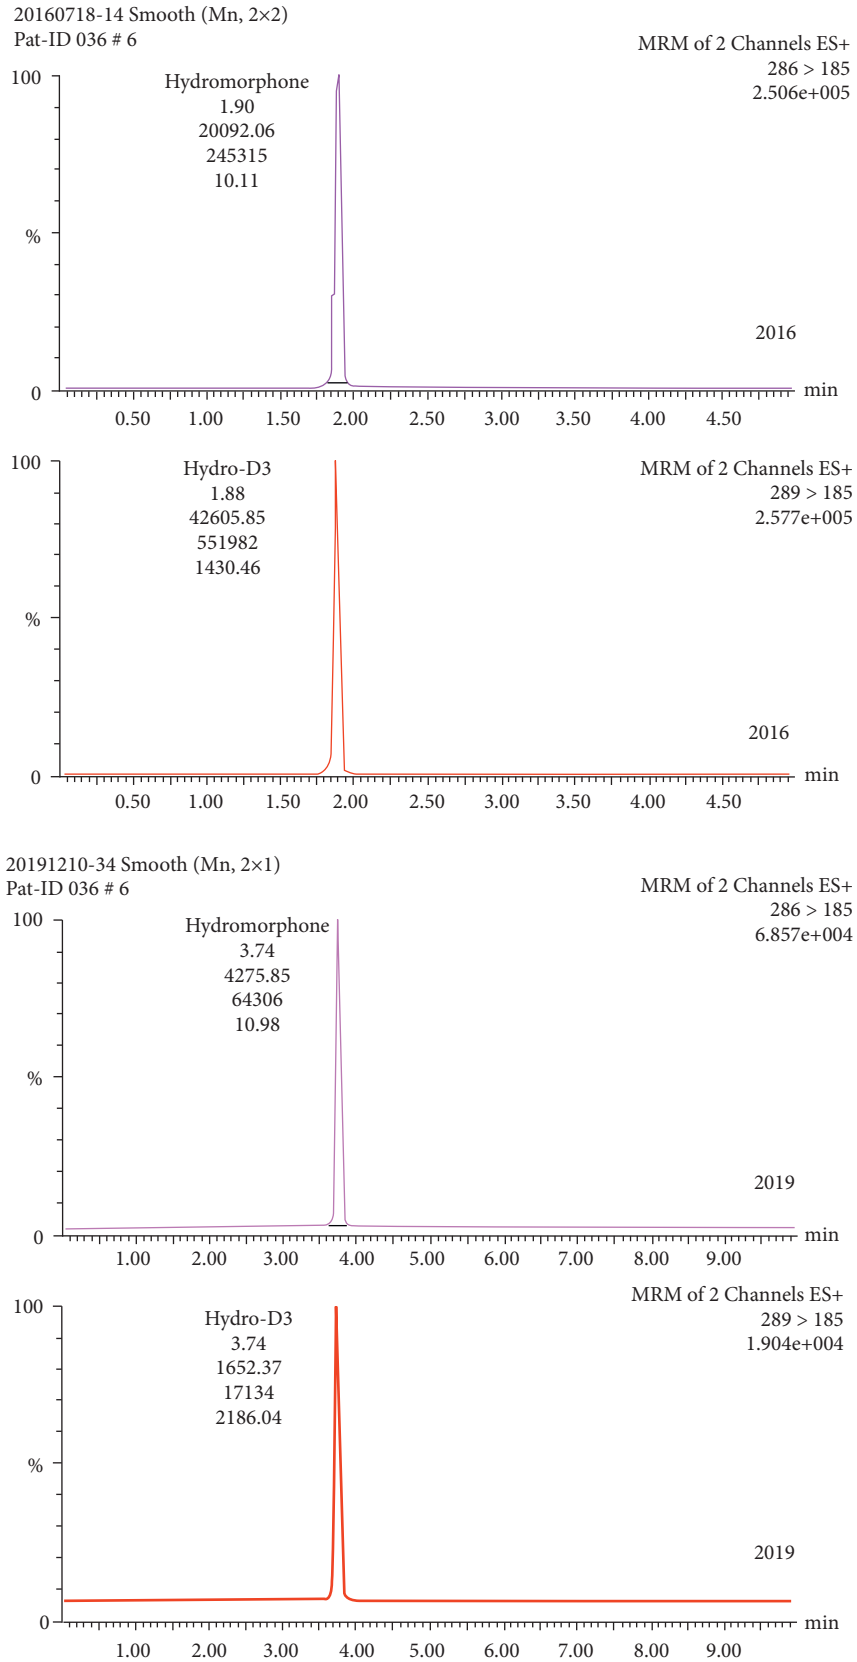 20160718-14 Smooth (Mn, 2×2)
Pat-ID 036 # 6
MRM of 2 Channels ES+
286 > 185
2.506e+005
Hydromorphone
1.90
20092.06
245315
10.11
100
%
0
2016
min
0.50 1.00 1.50 2.00 2.50 3.00 3.50 4.00 4.50
MRM of 2 Channels ES+
289 > 185
2.577e+005
Hydro-D3
1.88
42605.85
551982
1430.46
100
%
0
2016
min
0.50 1.00 1.50 2.00 2.50 3.00 3.50 4.00 4.50
20191210-34 Smooth (Mn, 2×1)
Pat-ID 036 # 6
MRM of 2 Channels ES+
286 > 185
6.857e+004
Hydromorphone
3.74
4275.85
64306
10.98
100
%
0
2019
min
1.00 2.00 3.00 4.00 5.00 6.00 7.00 8.00 9.00
MRM of 2 Channels ES+
289 > 185
1.904e+004
Hydro-D3
3.74
1652.37
17134
2186.04
100
%
0
2019
min
1.00 2.00 3.00 4.00 5.00 6.00 7.00 8.00 9.00